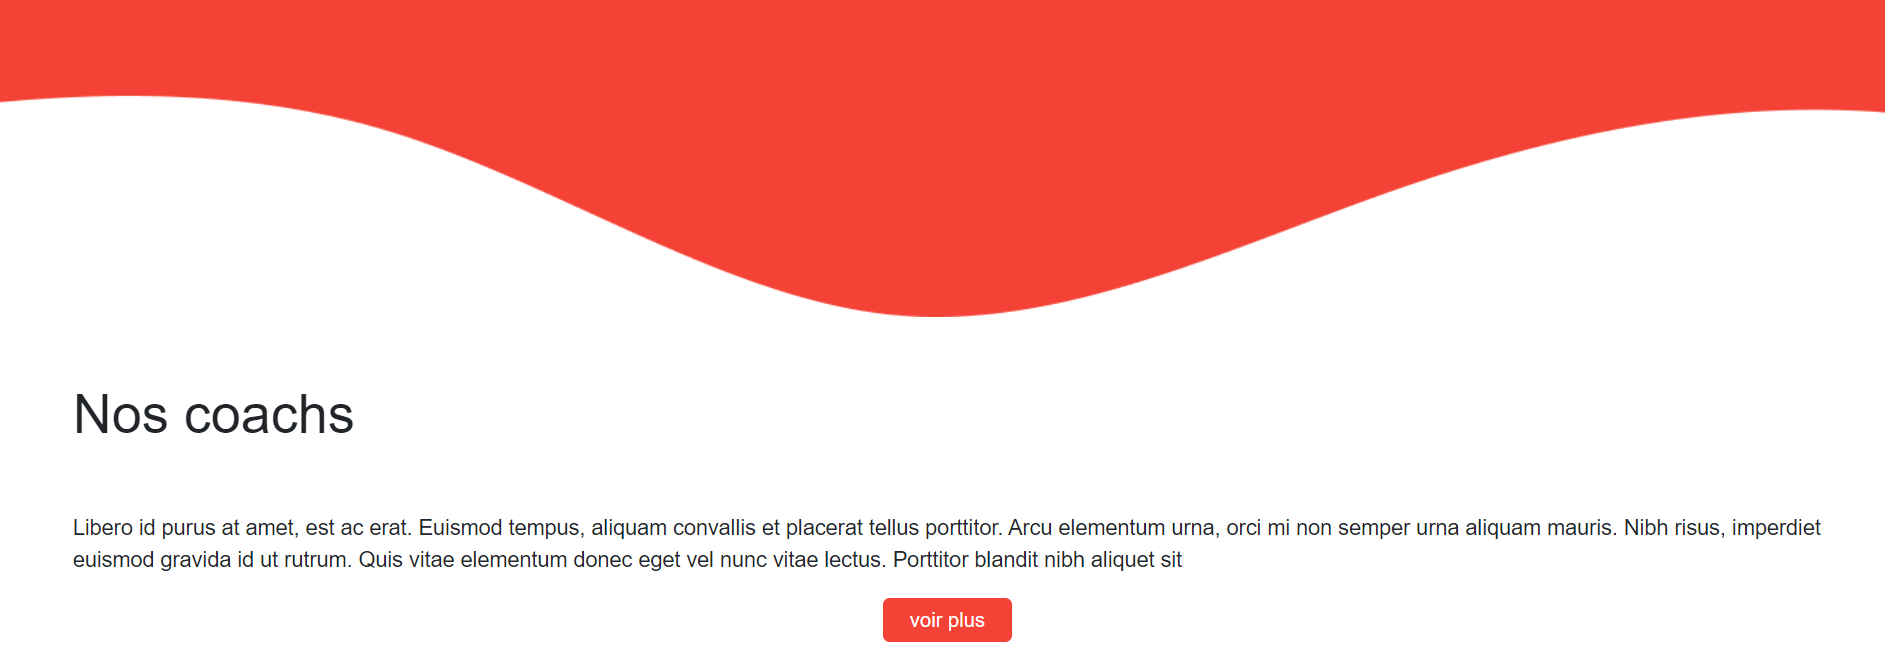 Nos coachs
Libero id purus at amet, est ac erat. Euismod tempus, aliquam convallis et placerat tellus porttitor. Arcu elementum urna, orci mi non semper urna aliquam mauris. Nibh risus, imperdiet
euismod gravida id ut rutrum. Quis vitae elementum donec eget vel nunc vitae lectus. Porttitor blandit nibh aliquet sit
voir plus